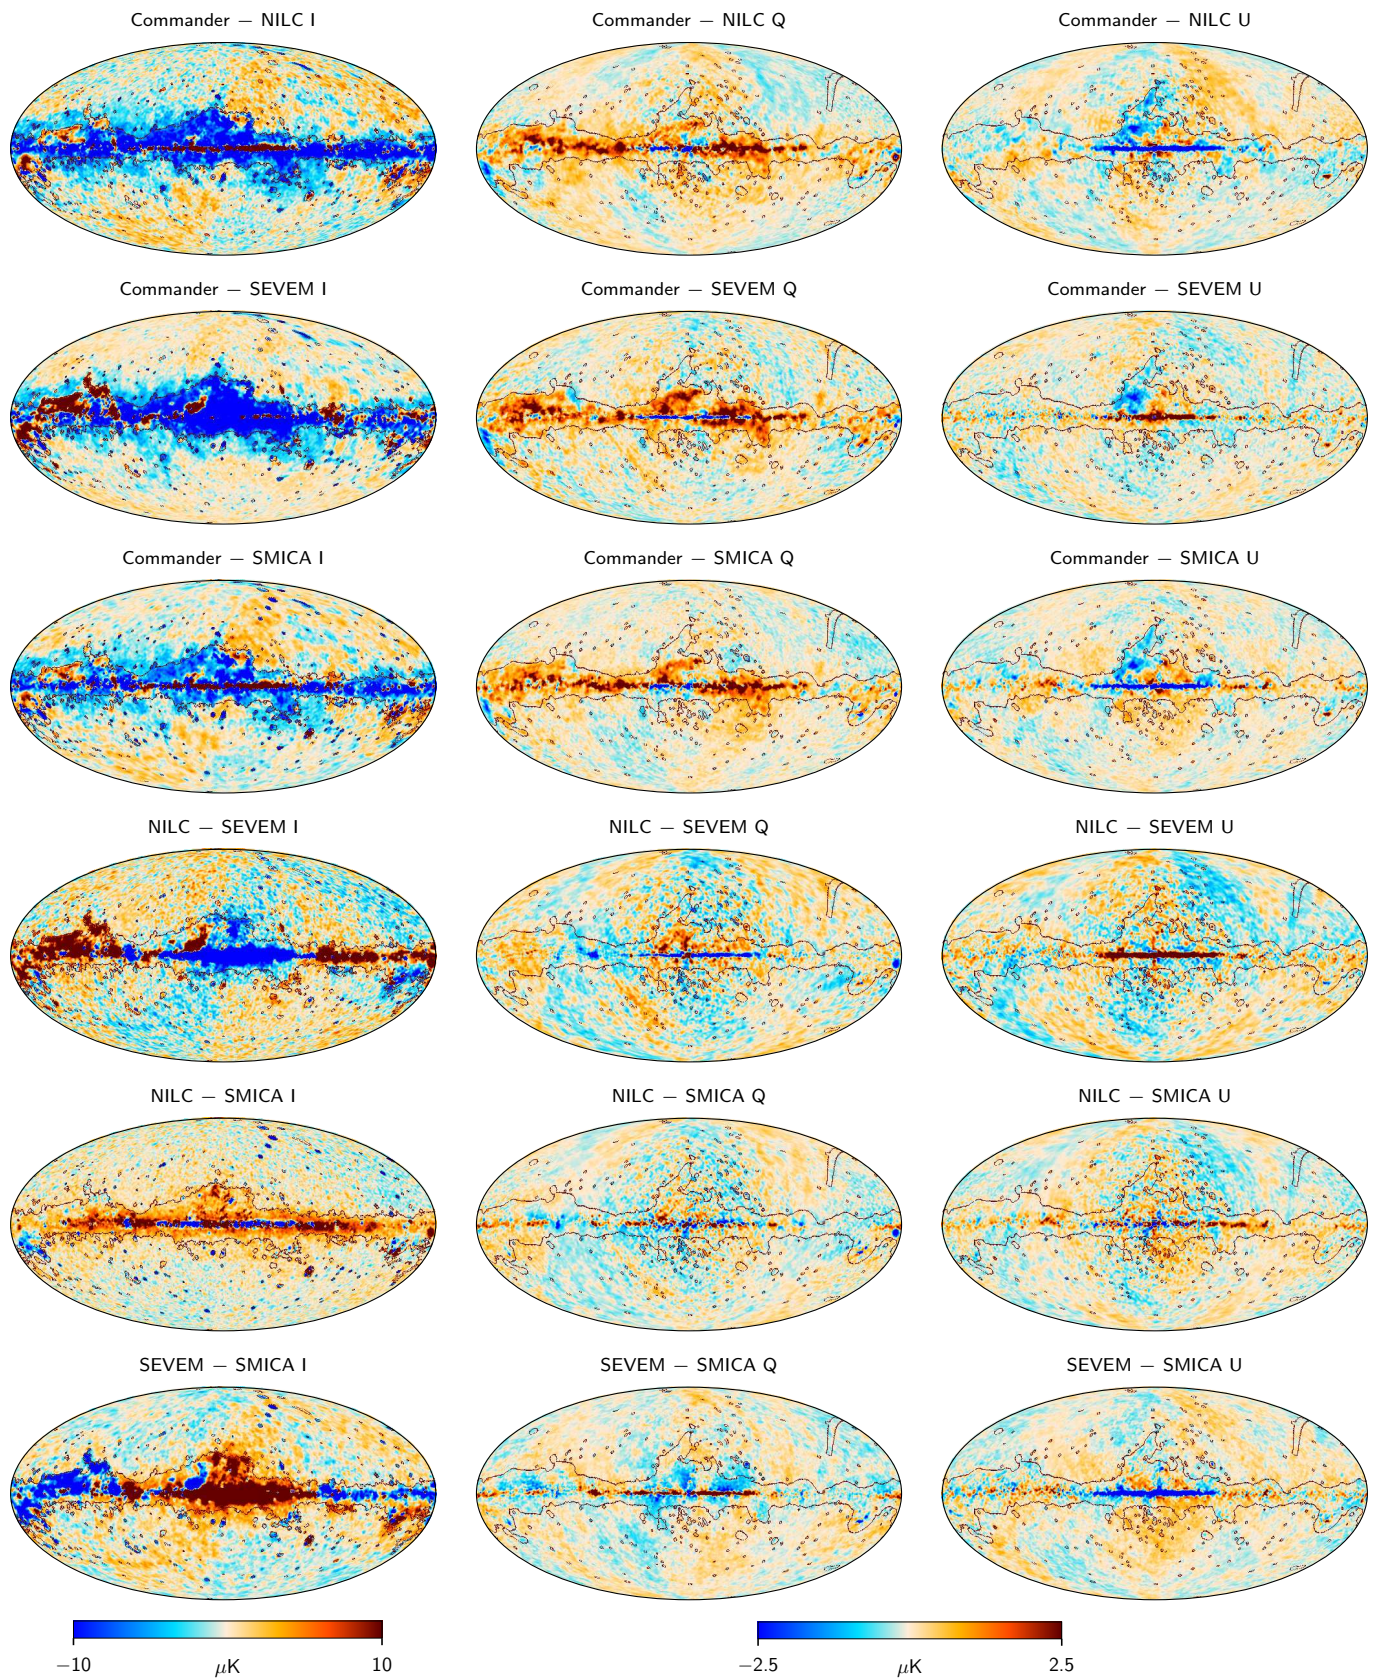 Commander − NILC I
Commander − NILC Q
Commander − NILC U
Commander − SEVEM I
Commander − SEVEM Q
Commander − SEVEM U
Commander − SMICA I
Commander − SMICA Q
Commander − SMICA U
NILC − SEVEM I
NILC − SEVEM Q
NILC − SEVEM U
NILC − SMICA I
NILC − SMICA Q
NILC − SMICA U
SEVEM − SMICA I
SEVEM − SMICA Q
SEVEM − SMICA U
−10 μK 10
−2.5 μK 2.5